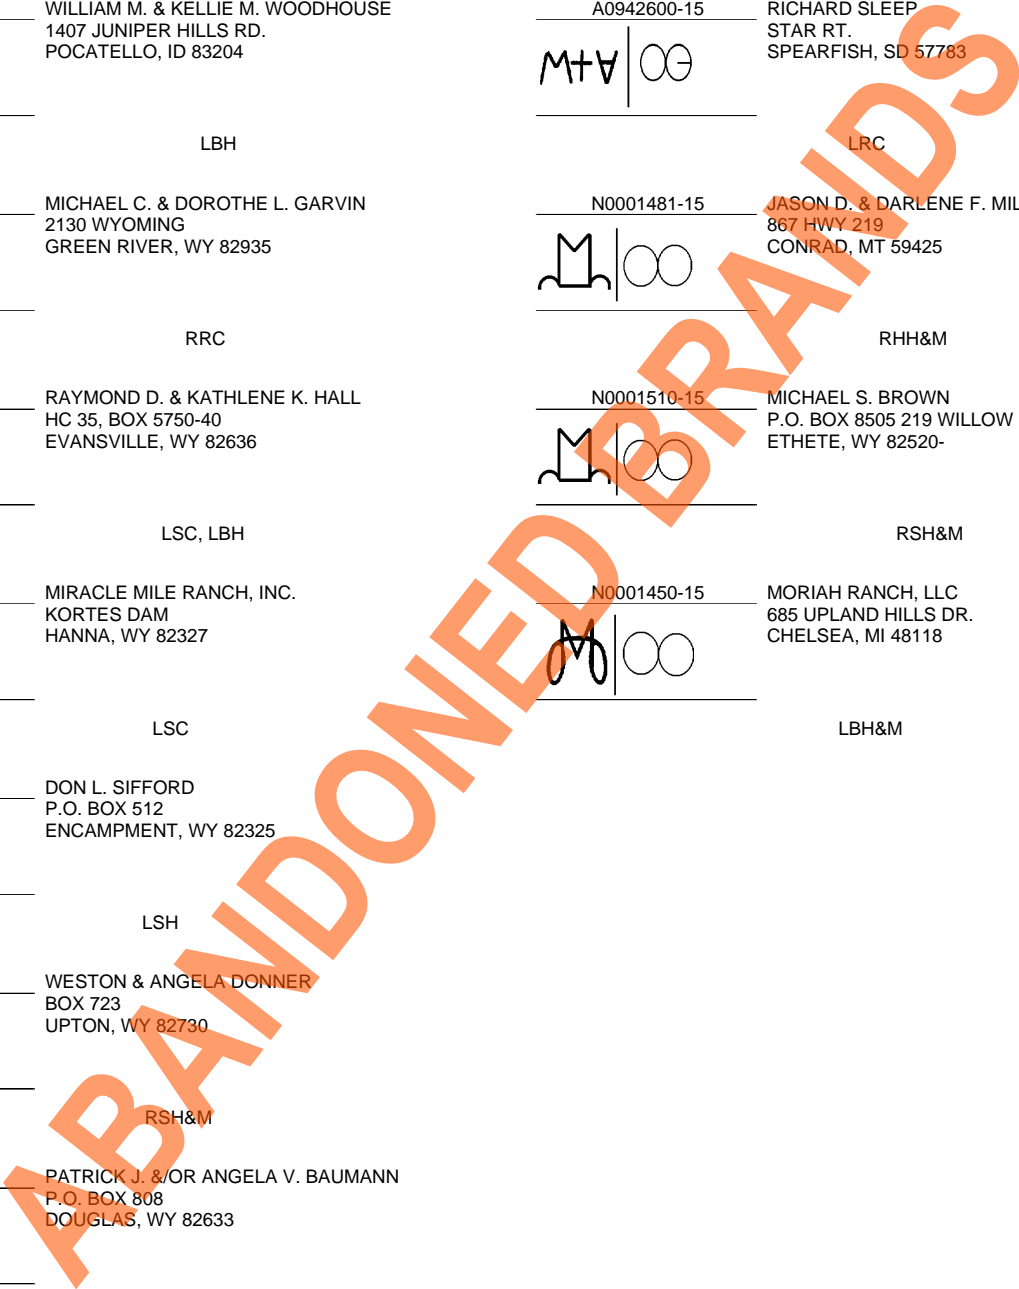 WILLIAM M. & KELLIE M. WOODHOUSE
1407 JUNIPER HILLS RD.
POCATELLO, ID 83204
LBH
MICHAEL C. & DOROTHE L. GARVIN
2130 WYOMING
GREEN RIVER, WY 82935
RRC
RAYMOND D. & KATHLENE K. HALL
HC 35, BOX 5750-40
EVANSVILLE, WY 82636
LSC, LBH
MIRACLE MILE RANCH, INC.
KORTES DAM
HANNA, WY 82327
LSC
DON L. SIFFORD
P.O. BOX 512
ENCAMPMENT, WY 82325
LSH
WESTON & ANGELA DONNER
BOX 723
UPTON, WY 82730
RSH&M
PATRICK J. &/OR ANGELA V. BAUMANN
P.O. BOX 808
DOUGLAS, WY 82633
A0942600-15
RICHARD SLEEP
STAR RT.
SPEARFISH, SD 57783
LRC
N0001481-15
JASON D. & DARLENE F. MIL
867 HWY 219
CONRAD, MT 59425
RHH&M
N0001510-15
MICHAEL S. BROWN
P.O. BOX 8505 219 WILLOW
ETHETE, WY 82520-
RSH&M
N0001450-15
MORIAH RANCH, LLC
685 UPLAND HILLS DR.
CHELSEA, MI 48118
LBH&M
ABANDONED BRANDS